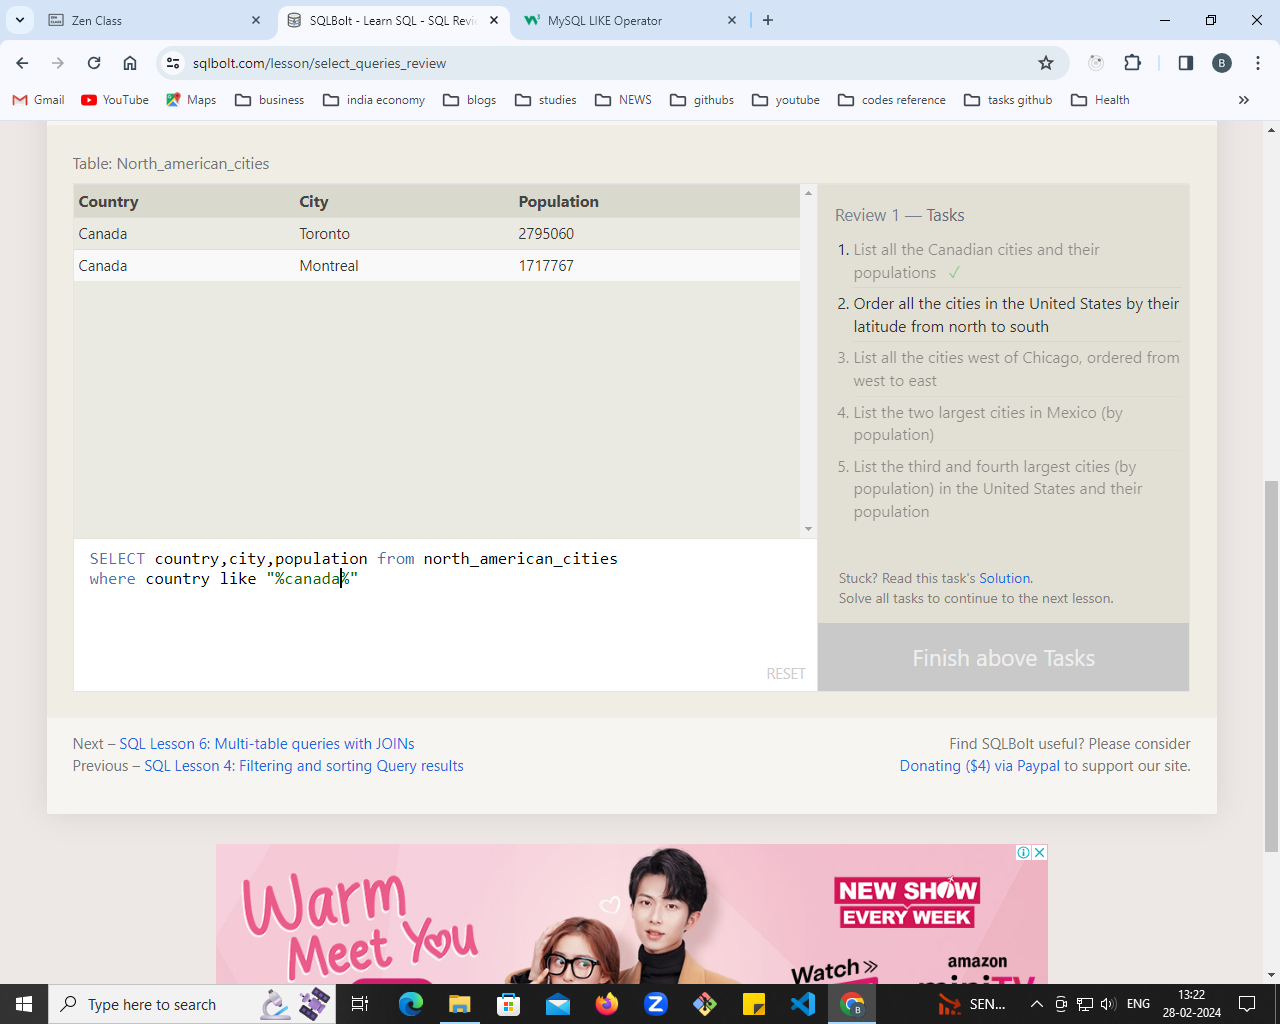 Zen Class
SQLBolt - Learn SQL - SQL Revie
MySQL LIKE Operator
sqlbolt.com/lesson/select_queries_review
B
Gmail
YouTube
Maps
business
india economy
blogs
studies
NEWS
githubs
youtube
codes reference
tasks github
Health
Table: North_american_cities
Country City Population
Canada Toronto 2795060
Canada Montreal 1717767
Review 1 — Tasks
1. List all the Canadian cities and their
populations ✓
2. Order all the cities in the United States by their
latitude from north to south
3. List all the cities west of Chicago, ordered from
west to east
4. List the two largest cities in Mexico (by
population)
5. List the third and fourth largest cities (by
population) in the United States and their
population
SELECT country,city,population from north_american_cities
where country like "%canada%"
RESET
Stuck? Read this task's Solution.
Solve all tasks to continue to the next lesson.
Finish above Tasks
Next – SQL Lesson 6: Multi-table queries with JOINs
Previous – SQL Lesson 4: Filtering and sorting Query results
Find SQLBolt useful? Please consider
Donating ($4) via Paypal to support our site.
Warm
Meet You
NEW SHOW
EVERY WEEK
Watch >>
amazon
miniTV
Type here to search
SEN...
ENG
13:22
28-02-2024